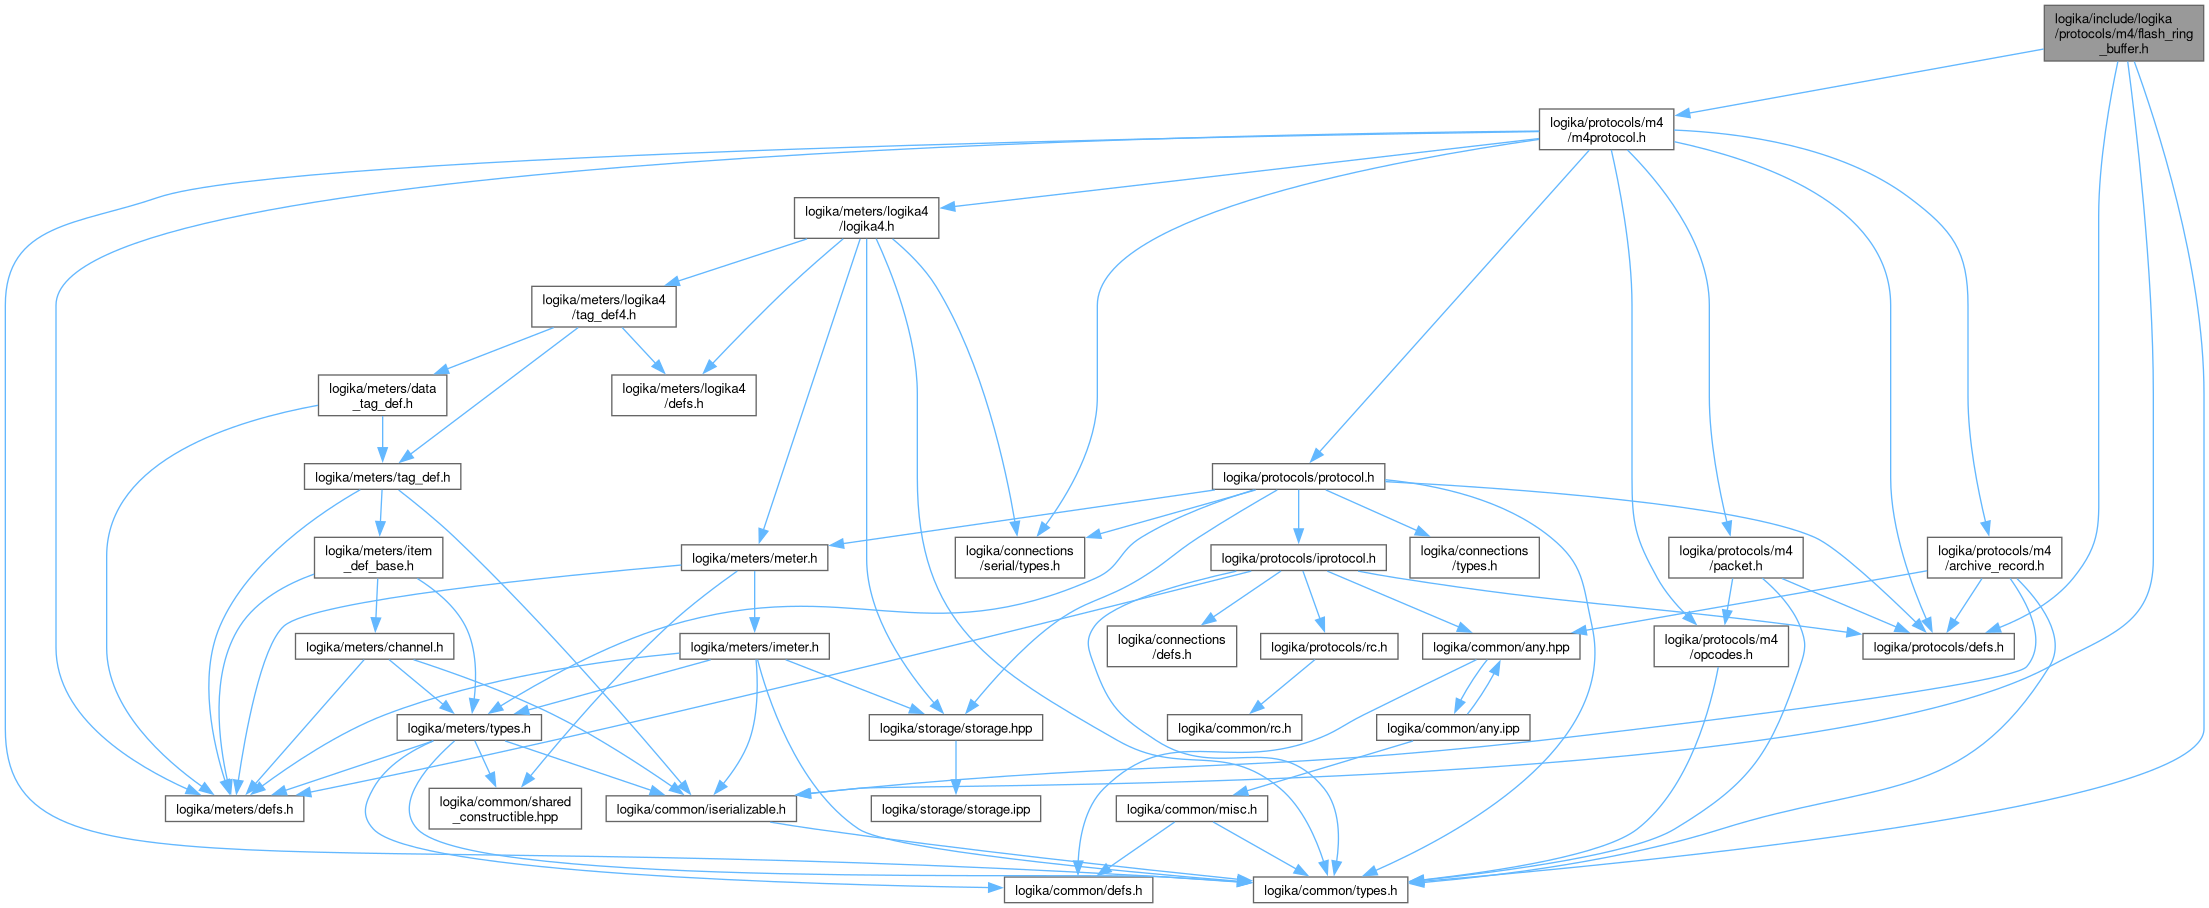 logika/include/logika
/protocols/m4/flash_ring
_buffer.h
logika/protocols/m4
/m4protocol.h
logika/meters/logika4
/logika4.h
logika/meters/logika4
/tag_def4.h
logika/meters/data
_tag_def.h
logika/meters/logika4
/defs.h
logika/meters/tag_def.h
logika/protocols/protocol.h
logika/meters/item
_def_base.h
logika/meters/meter.h
logika/connections
/serial/types.h
logika/protocols/iprotocol.h
logika/connections
/types.h
logika/protocols/m4
/packet.h
logika/protocols/m4
/archive_record.h
logika/meters/channel.h
logika/meters/imeter.h
logika/connections
/defs.h
logika/protocols/rc.h
logika/common/any.hpp
logika/protocols/m4
/opcodes.h
logika/protocols/defs.h
logika/meters/types.h
logika/storage/storage.hpp
logika/common/rc.h
logika/common/any.ipp
logika/meters/defs.h
logika/common/shared
_constructible.hpp
logika/common/iserializable.h
logika/storage/storage.ipp
logika/common/misc.h
logika/common/defs.h
logika/common/types.h